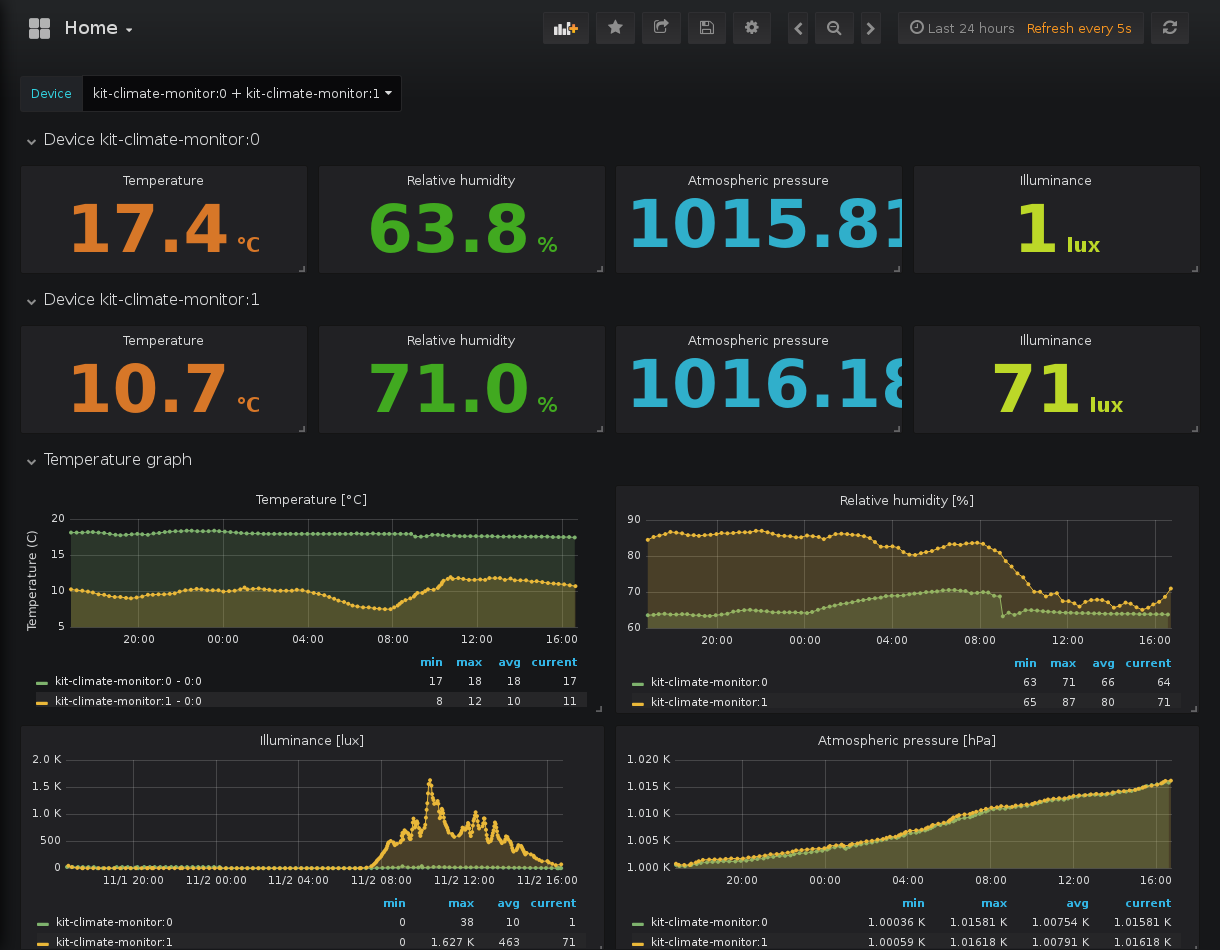 Home
Last 24 hours Refresh every 5s
Device kit-climate-monitor:0 + kit-climate-monitor:1
Device kit-climate-monitor:0
Temperature Relative humidity Atmospheric pressure Illuminance
17.4 °C 63.8 % 1015.81 1 lux
Device kit-climate-monitor:1
Temperature Relative humidity Atmospheric pressure Illuminance
10.7 °C 71.0 % 1016.18 71 lux
Temperature graph
Temperature [°C]
Temperature (C)
20
15
10
5
20:00 00:00 04:00 08:00 12:00 16:00
min max avg current
kit-climate-monitor:0 - 0:0 17 18 18 17
kit-climate-monitor:1 - 0:0 8 12 10 11
Relative humidity [%]
90
80
70
60
20:00 00:00 04:00 08:00 12:00 16:00
min max avg current
kit-climate-monitor:0 63 71 66 64
kit-climate-monitor:1 65 87 80 71
Illuminance [lux]
2.0 K
1.5 K
1.0 K
500
0
11/1 20:00 11/2 00:00 11/2 04:00 11/2 08:00 11/2 12:00 11/2 16:00
min max avg current
kit-climate-monitor:0 0 38 10 1
kit-climate-monitor:1 0 1.627 K 463 71
Atmospheric pressure [hPa]
1.020 K
1.015 K
1.010 K
1.005 K
1.000 K
20:00 00:00 04:00 08:00 12:00 16:00
min max avg current
kit-climate-monitor:0 1.00036 K 1.01581 K 1.00754 K 1.01581 K
kit-climate-monitor:1 1.00059 K 1.01618 K 1.00791 K 1.01618 K